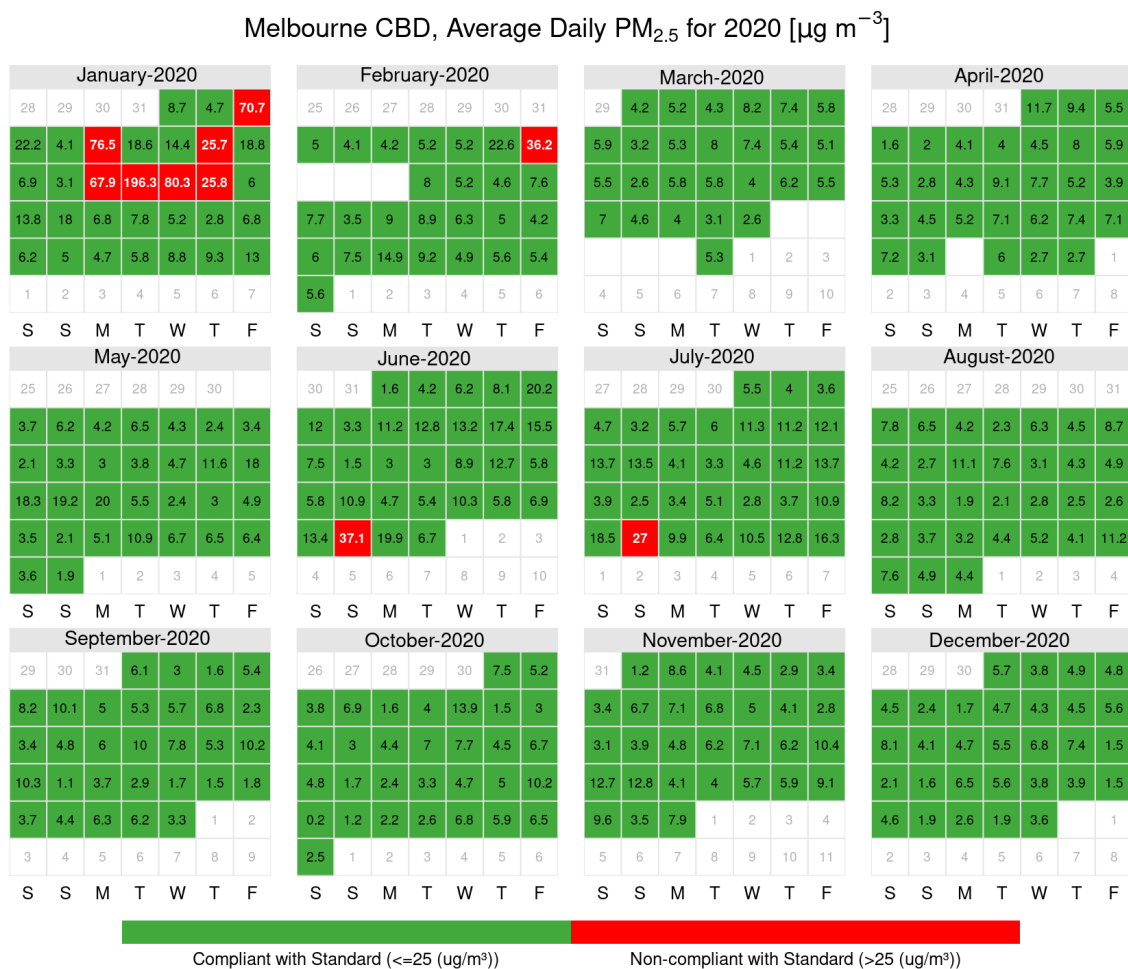 Melbourne CBD, Average Daily PM2.5 for 2020 [µg m−3]
January-2020 February-2020 March-2020 April-2020
28 29 30 31 8.7 4.7 70.7 25 26 27 28 29 30 31 29 4.2 5.2 4.3 8.2 7.4 5.8 28 29 30 31 11.7 9.4 5.5
22.2 4.1 76.5 18.6 14.4 25.7 18.8 5 4.1 4.2 5.2 5.2 22.6 36.2 5.9 3.2 5.3 8 7.4 5.4 5.1 1.6 2 4.1 4 4.5 8 5.9
6.9 3.1 67.9 196.3 80.3 25.8 6 8 5.2 4.6 7.6 5.5 2.6 5.8 5.8 4 6.2 5.5 5.3 2.8 4.3 9.1 7.7 5.2 3.9
13.8 18 6.8 7.8 5.2 2.8 6.8 7.7 3.5 9 8.9 6.3 5 4.2 7 4.6 4 3.1 2.6 3.3 4.5 5.2 7.1 6.2 7.4 7.1
6.2 5 4.7 5.8 8.8 9.3 13 6 7.5 14.9 9.2 4.9 5.6 5.4 5.3 1 2 3 7.2 3.1 6 2.7 2.7 1
1 2 3 4 5 6 7 5.6 1 2 3 4 5 6 4 5 6 7 8 9 10 2 3 4 5 6 7 8
S S M T W T F S S M T W T F S S M T W T F S S M T W T F
May-2020 June-2020 July-2020 August-2020
25 26 27 28 29 30 30 31 1.6 4.2 6.2 8.1 20.2 27 28 29 30 5.5 4 3.6 25 26 27 28 29 30 31
3.7 6.2 4.2 6.5 4.3 2.4 3.4 12 3.3 11.2 12.8 13.2 17.4 15.5 4.7 3.2 5.7 6 11.3 11.2 12.1 7.8 6.5 4.2 2.3 6.3 4.5 8.7
2.1 3.3 3 3.8 4.7 11.6 18 7.5 1.5 3 3 8.9 12.7 5.8 13.7 13.5 4.1 3.3 4.6 11.2 13.7 4.2 2.7 11.1 7.6 3.1 4.3 4.9
18.3 19.2 20 5.5 2.4 3 4.9 5.8 10.9 4.7 5.4 10.3 5.8 6.9 3.9 2.5 3.4 5.1 2.8 3.7 10.9 8.2 3.3 1.9 2.1 2.8 2.5 2.6
3.5 2.1 5.1 10.9 6.7 6.5 6.4 13.4 37.1 19.9 6.7 1 2 3 18.5 27 9.9 6.4 10.5 12.8 16.3 2.8 3.7 3.2 4.4 5.2 4.1 11.2
3.6 1.9 1 2 3 4 5 4 5 6 7 8 9 10 1 2 3 4 5 6 7 7.6 4.9 4.4 1 2 3 4
S S M T W T F S S M T W T F S S M T W T F S S M T W T F
September-2020 October-2020 November-2020 December-2020
29 30 31 6.1 3 1.6 5.4 26 27 28 29 30 7.5 5.2 31 1.2 8.6 4.1 4.5 2.9 3.4 28 29 30 5.7 3.8 4.9 4.8
8.2 10.1 5 5.3 5.7 6.8 2.3 3.8 6.9 1.6 4 13.9 1.5 3 3.4 6.7 7.1 6.8 5 4.1 2.8 4.5 2.4 1.7 4.7 4.3 4.5 5.6
3.4 4.8 6 10 7.8 5.3 10.2 4.1 3 4.4 7 7.7 4.5 6.7 3.1 3.9 4.8 6.2 7.1 6.2 10.4 8.1 4.1 4.7 5.5 6.8 7.4 1.5
10.3 1.1 3.7 2.9 1.7 1.5 1.8 4.8 1.7 2.4 3.3 4.7 5 10.2 12.7 12.8 4.1 4 5.7 5.9 9.1 2.1 1.6 6.5 5.6 3.8 3.9 1.5
3.7 4.4 6.3 6.2 3.3 1 2 0.2 1.2 2.2 2.6 6.8 5.9 6.5 9.6 3.5 7.9 1 2 3 4 4.6 1.9 2.6 1.9 3.6 1
3 4 5 6 7 8 9 2.5 1 2 3 4 5 6 5 6 7 8 9 10 11 2 3 4 5 6 7 8
S S M T W T F S S M T W T F S S M T W T F S S M T W T F
Compliant with Standard (<=25 (ug/m³)) Non-compliant with Standard (>25 (ug/m³))